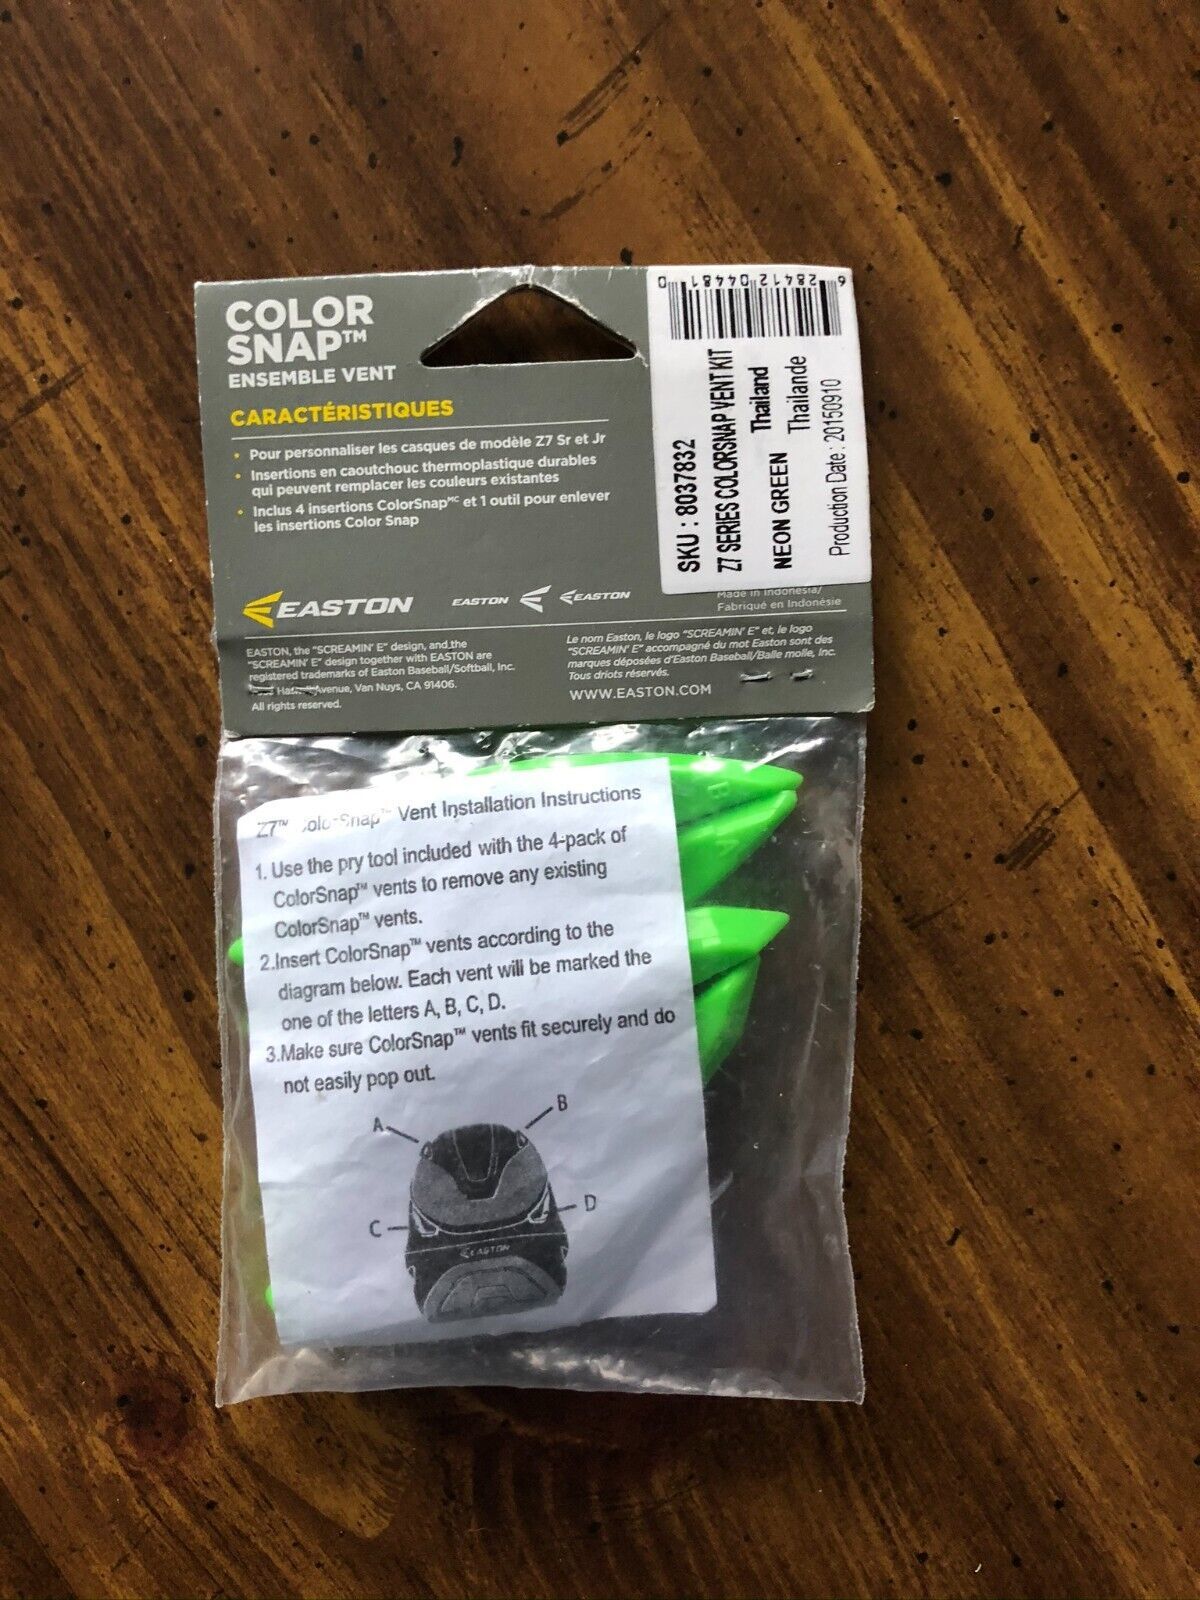 COLOR
SNAP™
ENSEMBLE VENT
CARACTÉRISTIQUES
• Pour personnaliser les casques de modèle Z7 Sr et Jr
• Insertions en caoutchouc thermoplastique durables
qui peuvent remplacer les couleurs existantes
• Inclus 4 insertions ColorSnapMC et 1 outil pour enlever
les insertions Color Snap
EASTON
EASTON
EASTON
EASTON, the "SCREAMIN' E" design, and the
"SCREAMIN' E" design together with EASTON are
registered trademarks of Easton Baseball/Softball, Inc.
Avenue, Van Nuys, CA 91406.
All rights reserved.
Le nom Easton, le logo "SCREAMIN' E" et, le logo
"SCREAMIN' E" accompagné du mot Easton sont des
marques déposées d'Easton Baseball/Balle molle, Inc.
Tous droits réservés.
WWW.EASTON.COM
Made in Indonesia/
Fabriqué en Indonésie
6 28412 04481 0
SKU : 8037832
Z7 SERIES COLORSNAP VENT KIT
NEON GREEN Thailand
Thailande
Production Date : 20150910
B
A
Z7™ ColorSnap™ Vent Installation Instructions
1. Use the pry tool included with the 4-pack of
ColorSnap™ vents to remove any existing
ColorSnap™ vents.
2.Insert ColorSnap™ vents according to the
diagram below. Each vent will be marked the
one of the letters A, B, C, D.
3.Make sure ColorSnap™ vents fit securely and do
not easily pop out.
A
B
C
D
EASTON